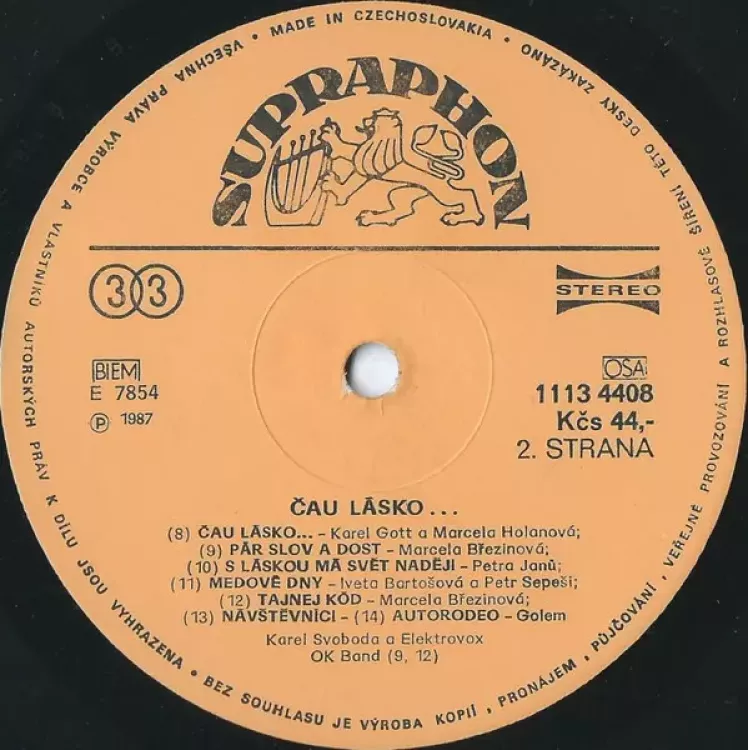 VŠECHNA PRÁVA VÝROBCE A VLASTNÍKŮ AUTORSKÝCH PRÁV K DÍLU JSOU VYHRAZENA • BEZ SOUHLASU JE VÝROBA KOPIÍ, PRONÁJEM, PŮJČOVÁNÍ, VEŘEJNÉ PROVOZOVÁNÍ A ROZHLASOVÉ ŠÍŘENÍ TÉTO DESKY ZAKÁZÁNO • MADE IN CZECHOSLOVAKIA •
SUPRAPHON
33
STEREO
BIEM
OSA
E 7854
1113 4408
Ⓟ 1987
Kčs 44,-
2. STRANA
ČAU LÁSKO...
(8) ČAU LÁSKO... – Karel Gott a Marcela Holanová;
(9) PÁR SLOV A DOST – Marcela Březinová;
(10) S LÁSKOU MÁ SVĚT NADĚJI – Petra Janů;
(11) MEDOVÉ DNY – Iveta Bartošová a Petr Sepeši;
(12) TAJNEJ KÓD – Marcela Březinová;
(13) NÁVŠTĚVNÍCI – (14) AUTORODEO – Golem
Karel Svoboda a Elektrovox
OK Band (9, 12)